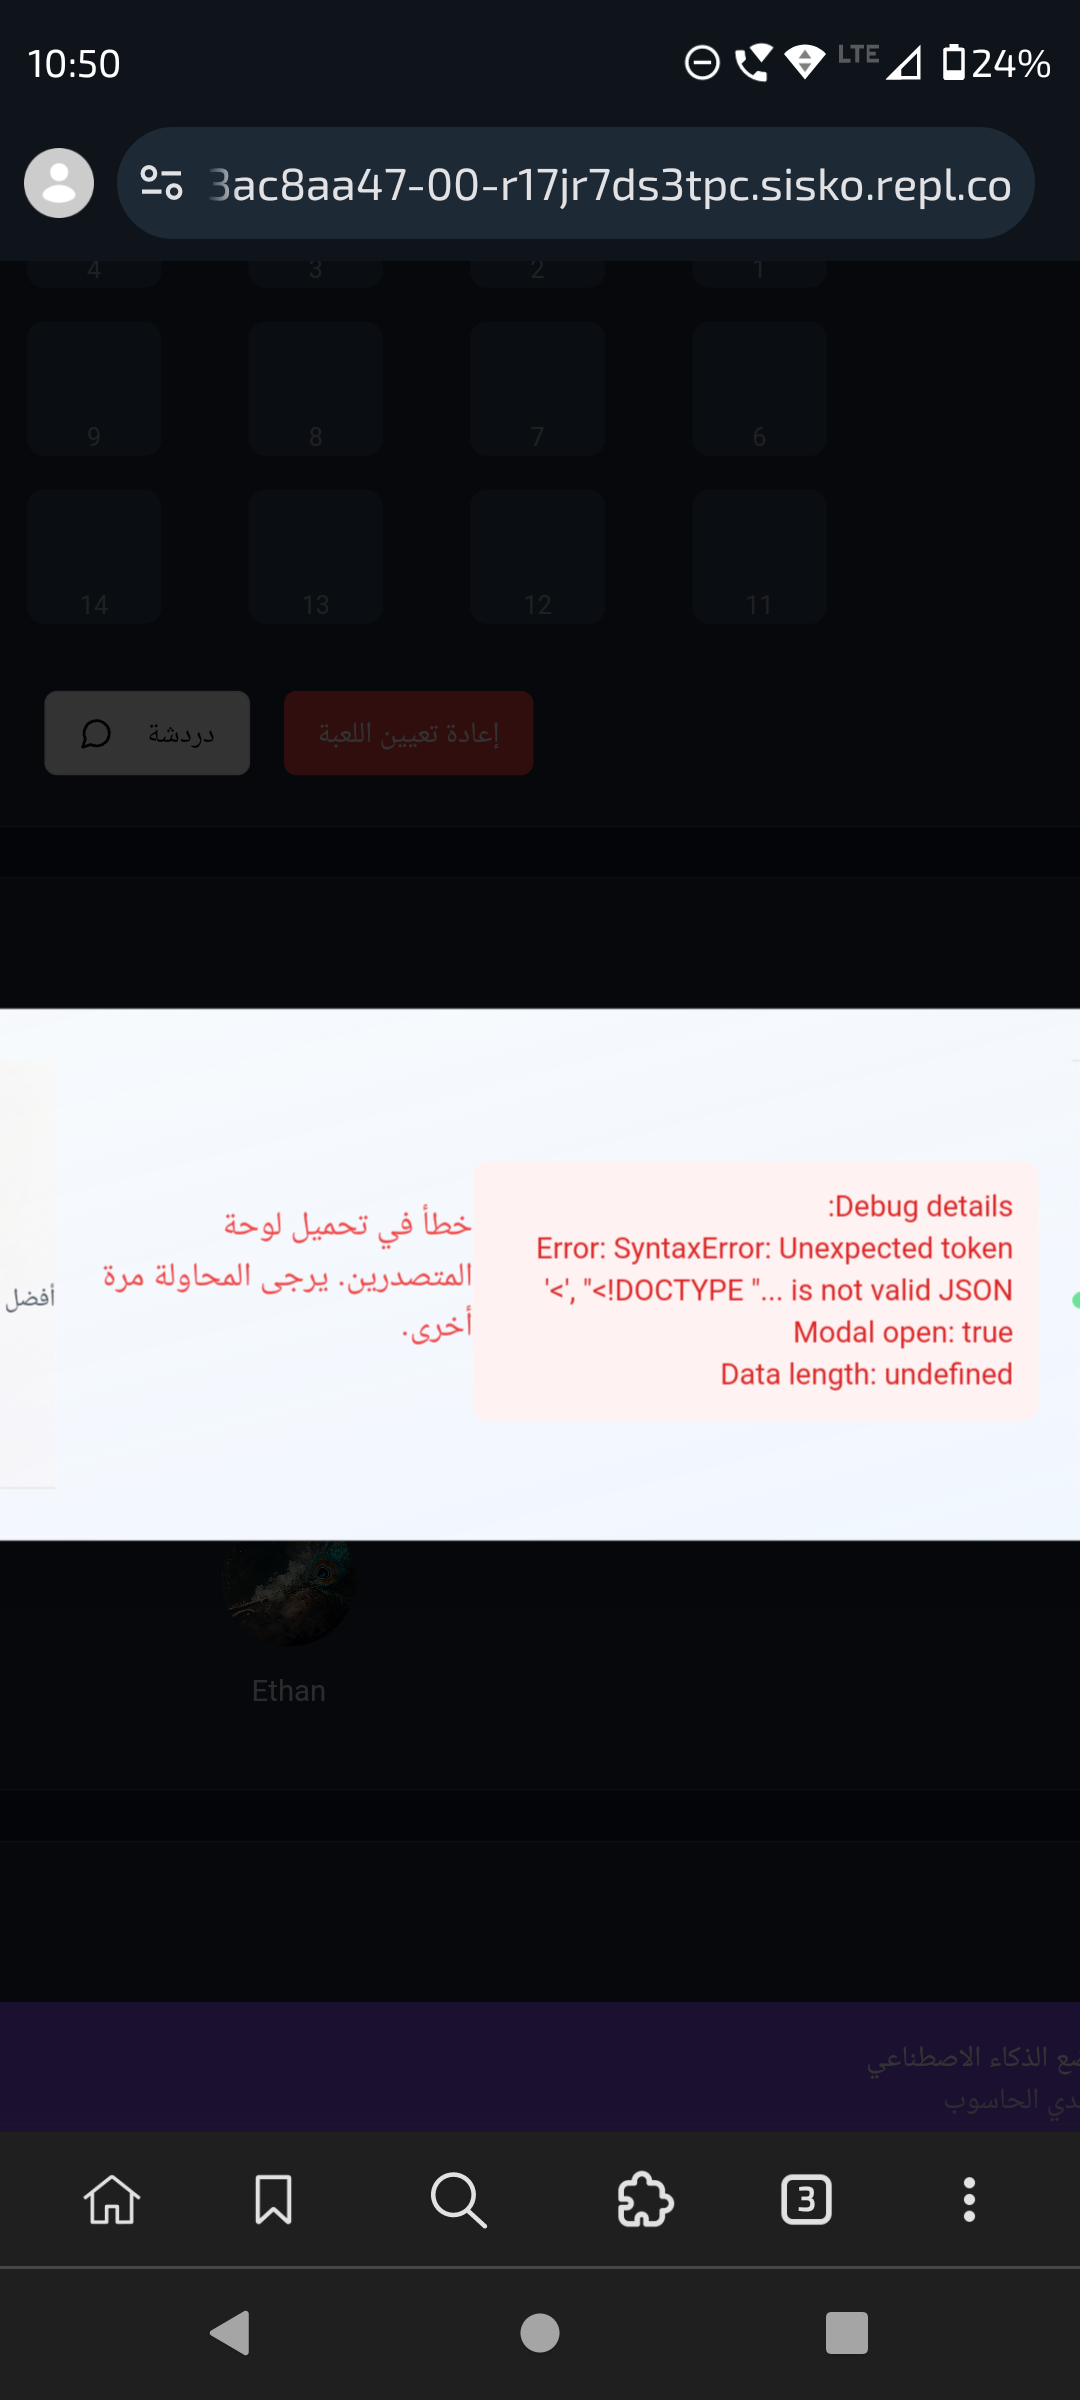 10:50
LTE
24%
3ac8aa47-00-r17jr7ds3tpc.sisko.repl.co
4 3 2 1
9 8 7 6
14 13 12 11
إعادة تعيين اللعبة
دردشة
Debug details:
Error: SyntaxError: Unexpected token
'<', "<!DOCTYPE "... is not valid JSON
Modal open: true
Data length: undefined
خطأ في تحميل لوحة
المتصدرين. يرجى المحاولة مرة
أخرى.
أفضل
Ethan
الذكاء الاصطناعي
الحاسوب
3